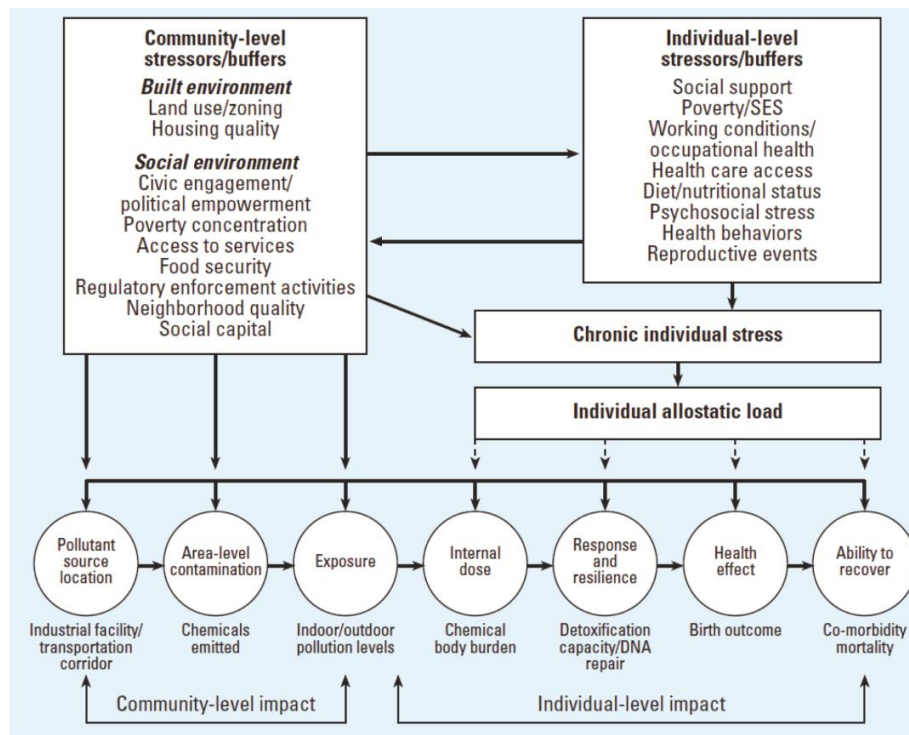 Community-level
stressors/buffers
Built environment
Land use/zoning
Housing quality
Social environment
Civic engagement/
political empowerment
Poverty concentration
Access to services
Food security
Regulatory enforcement activities
Neighborhood quality
Social capital
Individual-level
stressors/buffers
Social support
Poverty/SES
Working conditions/
occupational health
Health care access
Diet/nutritional status
Psychosocial stress
Health behaviors
Reproductive events
Chronic individual stress
Individual allostatic load
Pollutant
source
location
Industrial facility/
transportation
corridor
Area-level
contamination
Chemicals
emitted
Exposure
Indoor/outdoor
pollution levels
Internal
dose
Chemical
body burden
Response
and
resilience
Detoxification
capacity/DNA
repair
Health
effect
Birth outcome
Ability to
recover
Co-morbidity
mortality
Community-level impact
Individual-level impact